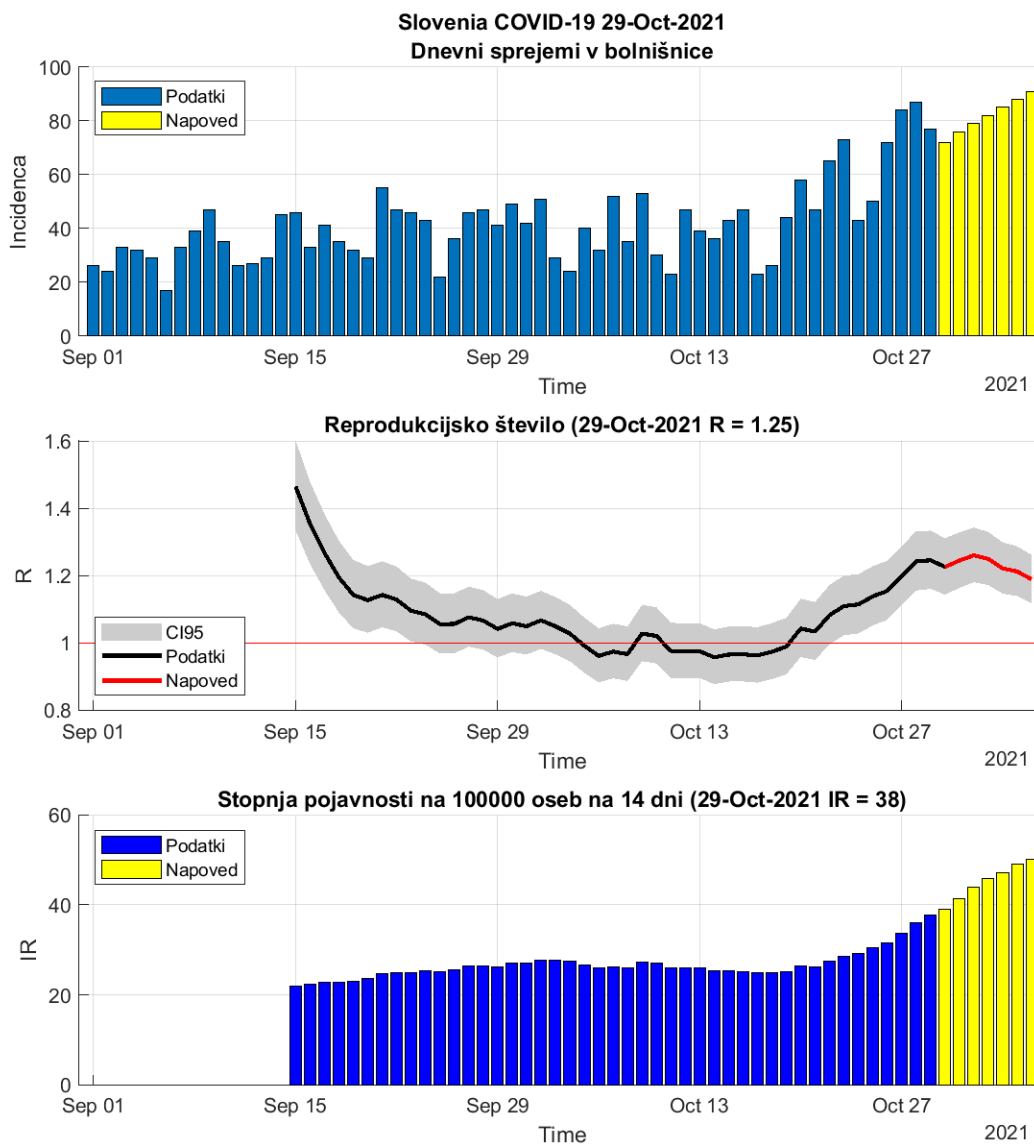 Slovenia COVID-19 29-Oct-2021
Dnevni sprejemi v bolnišnice
100
80
60
40
20
0
Incidenca
Podatki
Napoved
Sep 01 Sep 15 Sep 29 Oct 13 Oct 27
Time
2021
Reprodukcijsko število (29-Oct-2021 R = 1.25)
1.6
1.4
1.2
1
0.8
R
CI95
Podatki
Napoved
Sep 01 Sep 15 Sep 29 Oct 13 Oct 27
Time
2021
Stopnja pojavnosti na 100000 oseb na 14 dni (29-Oct-2021 IR = 38)
60
40
20
0
IR
Podatki
Napoved
Sep 01 Sep 15 Sep 29 Oct 13 Oct 27
Time
2021